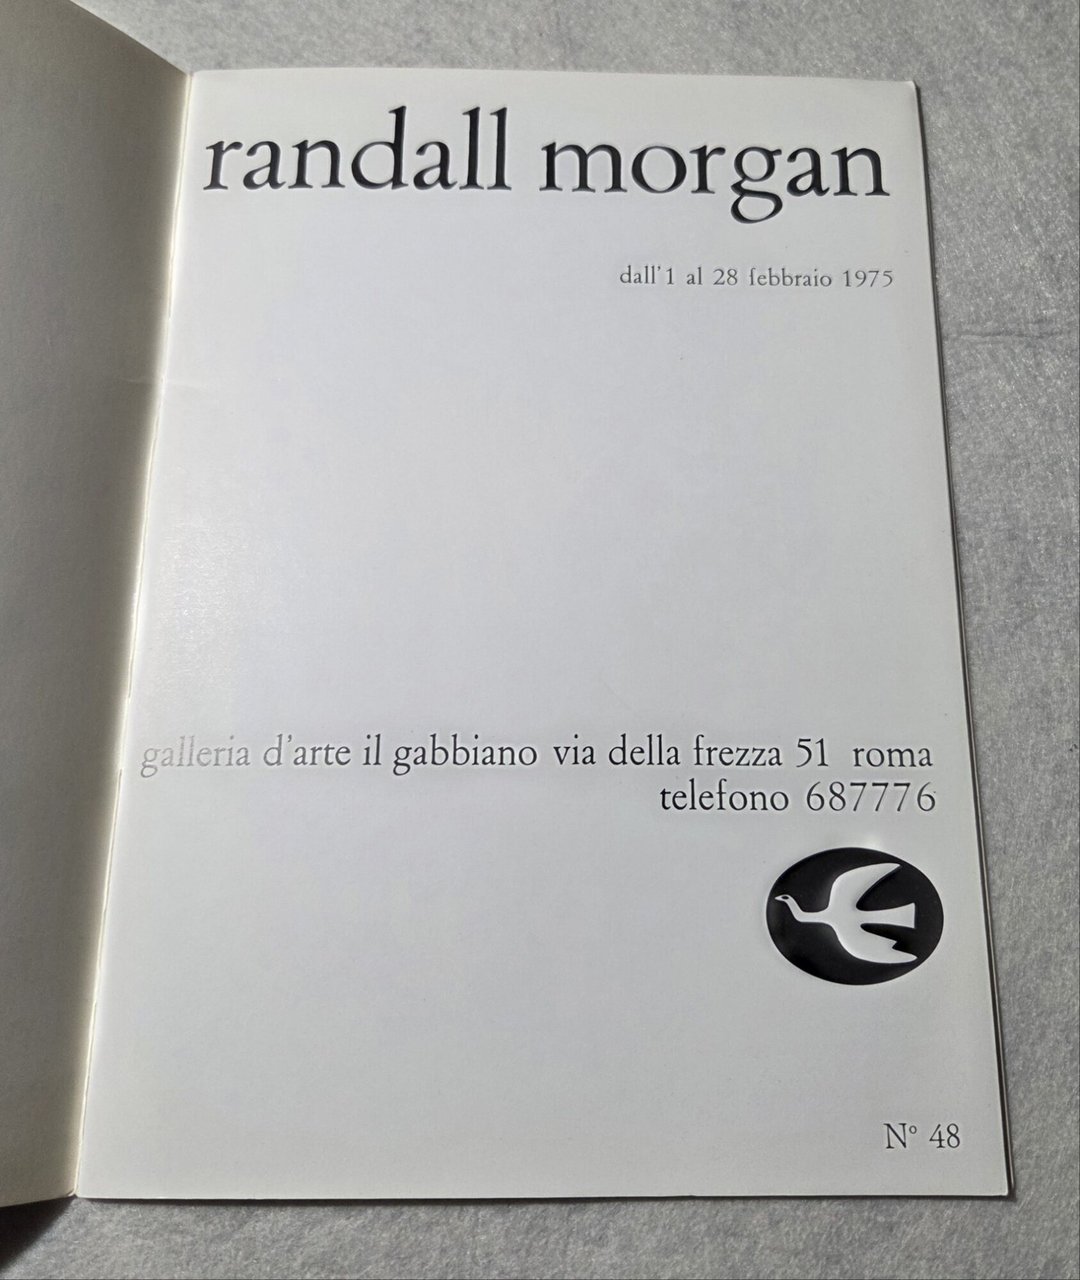 randall morgan
dall'1 al 28 febbraio 1975
galleria d'arte il gabbiano via della frezza 51 roma
telefono 687776
N° 48